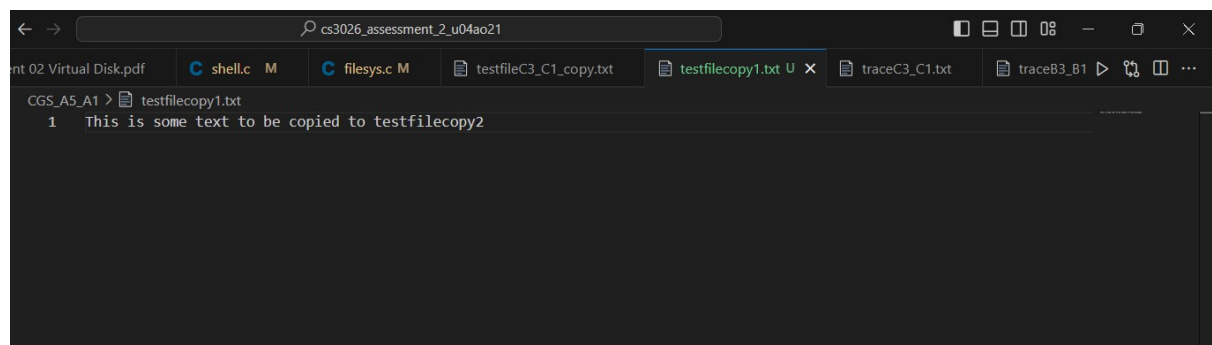 cs3026_assessment_2_u04ao21
ent 02 Virtual Disk.pdf C shell.c M C filesys.c M testfileC3_C1_copy.txt testfilecopy1.txt U traceC3_C1.txt traceB3_B1
CGS_A5_A1 > testfilecopy1.txt
1 This is some text to be copied to testfilecopy2